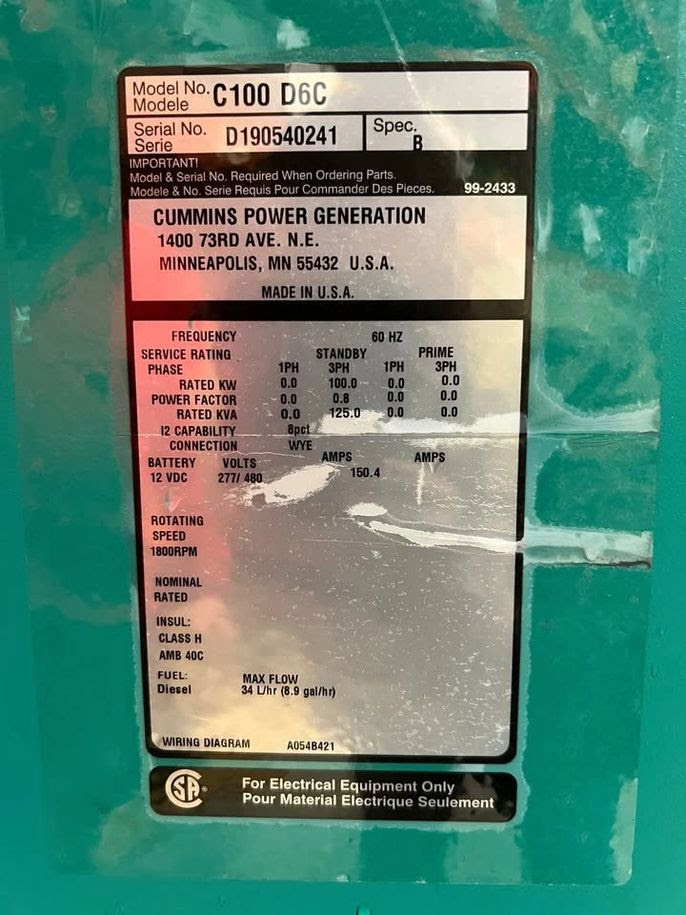 Model No. C100 D6C
Modele
Serial No. D190540241 Spec. B
Serie
IMPORTANT!
Model & Serial No. Required When Ordering Parts.
Modele & No. Serie Requis Pour Commander Des Pieces. 99-2433
CUMMINS POWER GENERATION
1400 73RD AVE. N.E.
MINNEAPOLIS, MN 55432 U.S.A.
MADE IN U.S.A.
FREQUENCY 60 HZ
SERVICE RATING STANDBY PRIME
PHASE 1PH 3PH 1PH 3PH
RATED KW 0.0 100.0 0.0 0.0
POWER FACTOR 0.0 0.8 0.0 0.0
RATED KVA 0.0 125.0 0.0 0.0
I2 CAPABILITY 8pct
CONNECTION WYE
BATTERY VOLTS AMPS AMPS
12 VDC 277/ 480 150.4
ROTATING
SPEED
1800RPM
NOMINAL
RATED
INSUL:
CLASS H
AMB 40C
FUEL: MAX FLOW
Diesel 34 L/hr (8.9 gal/hr)
WIRING DIAGRAM A054B421
SA® For Electrical Equipment Only
Pour Material Electrique Seulement